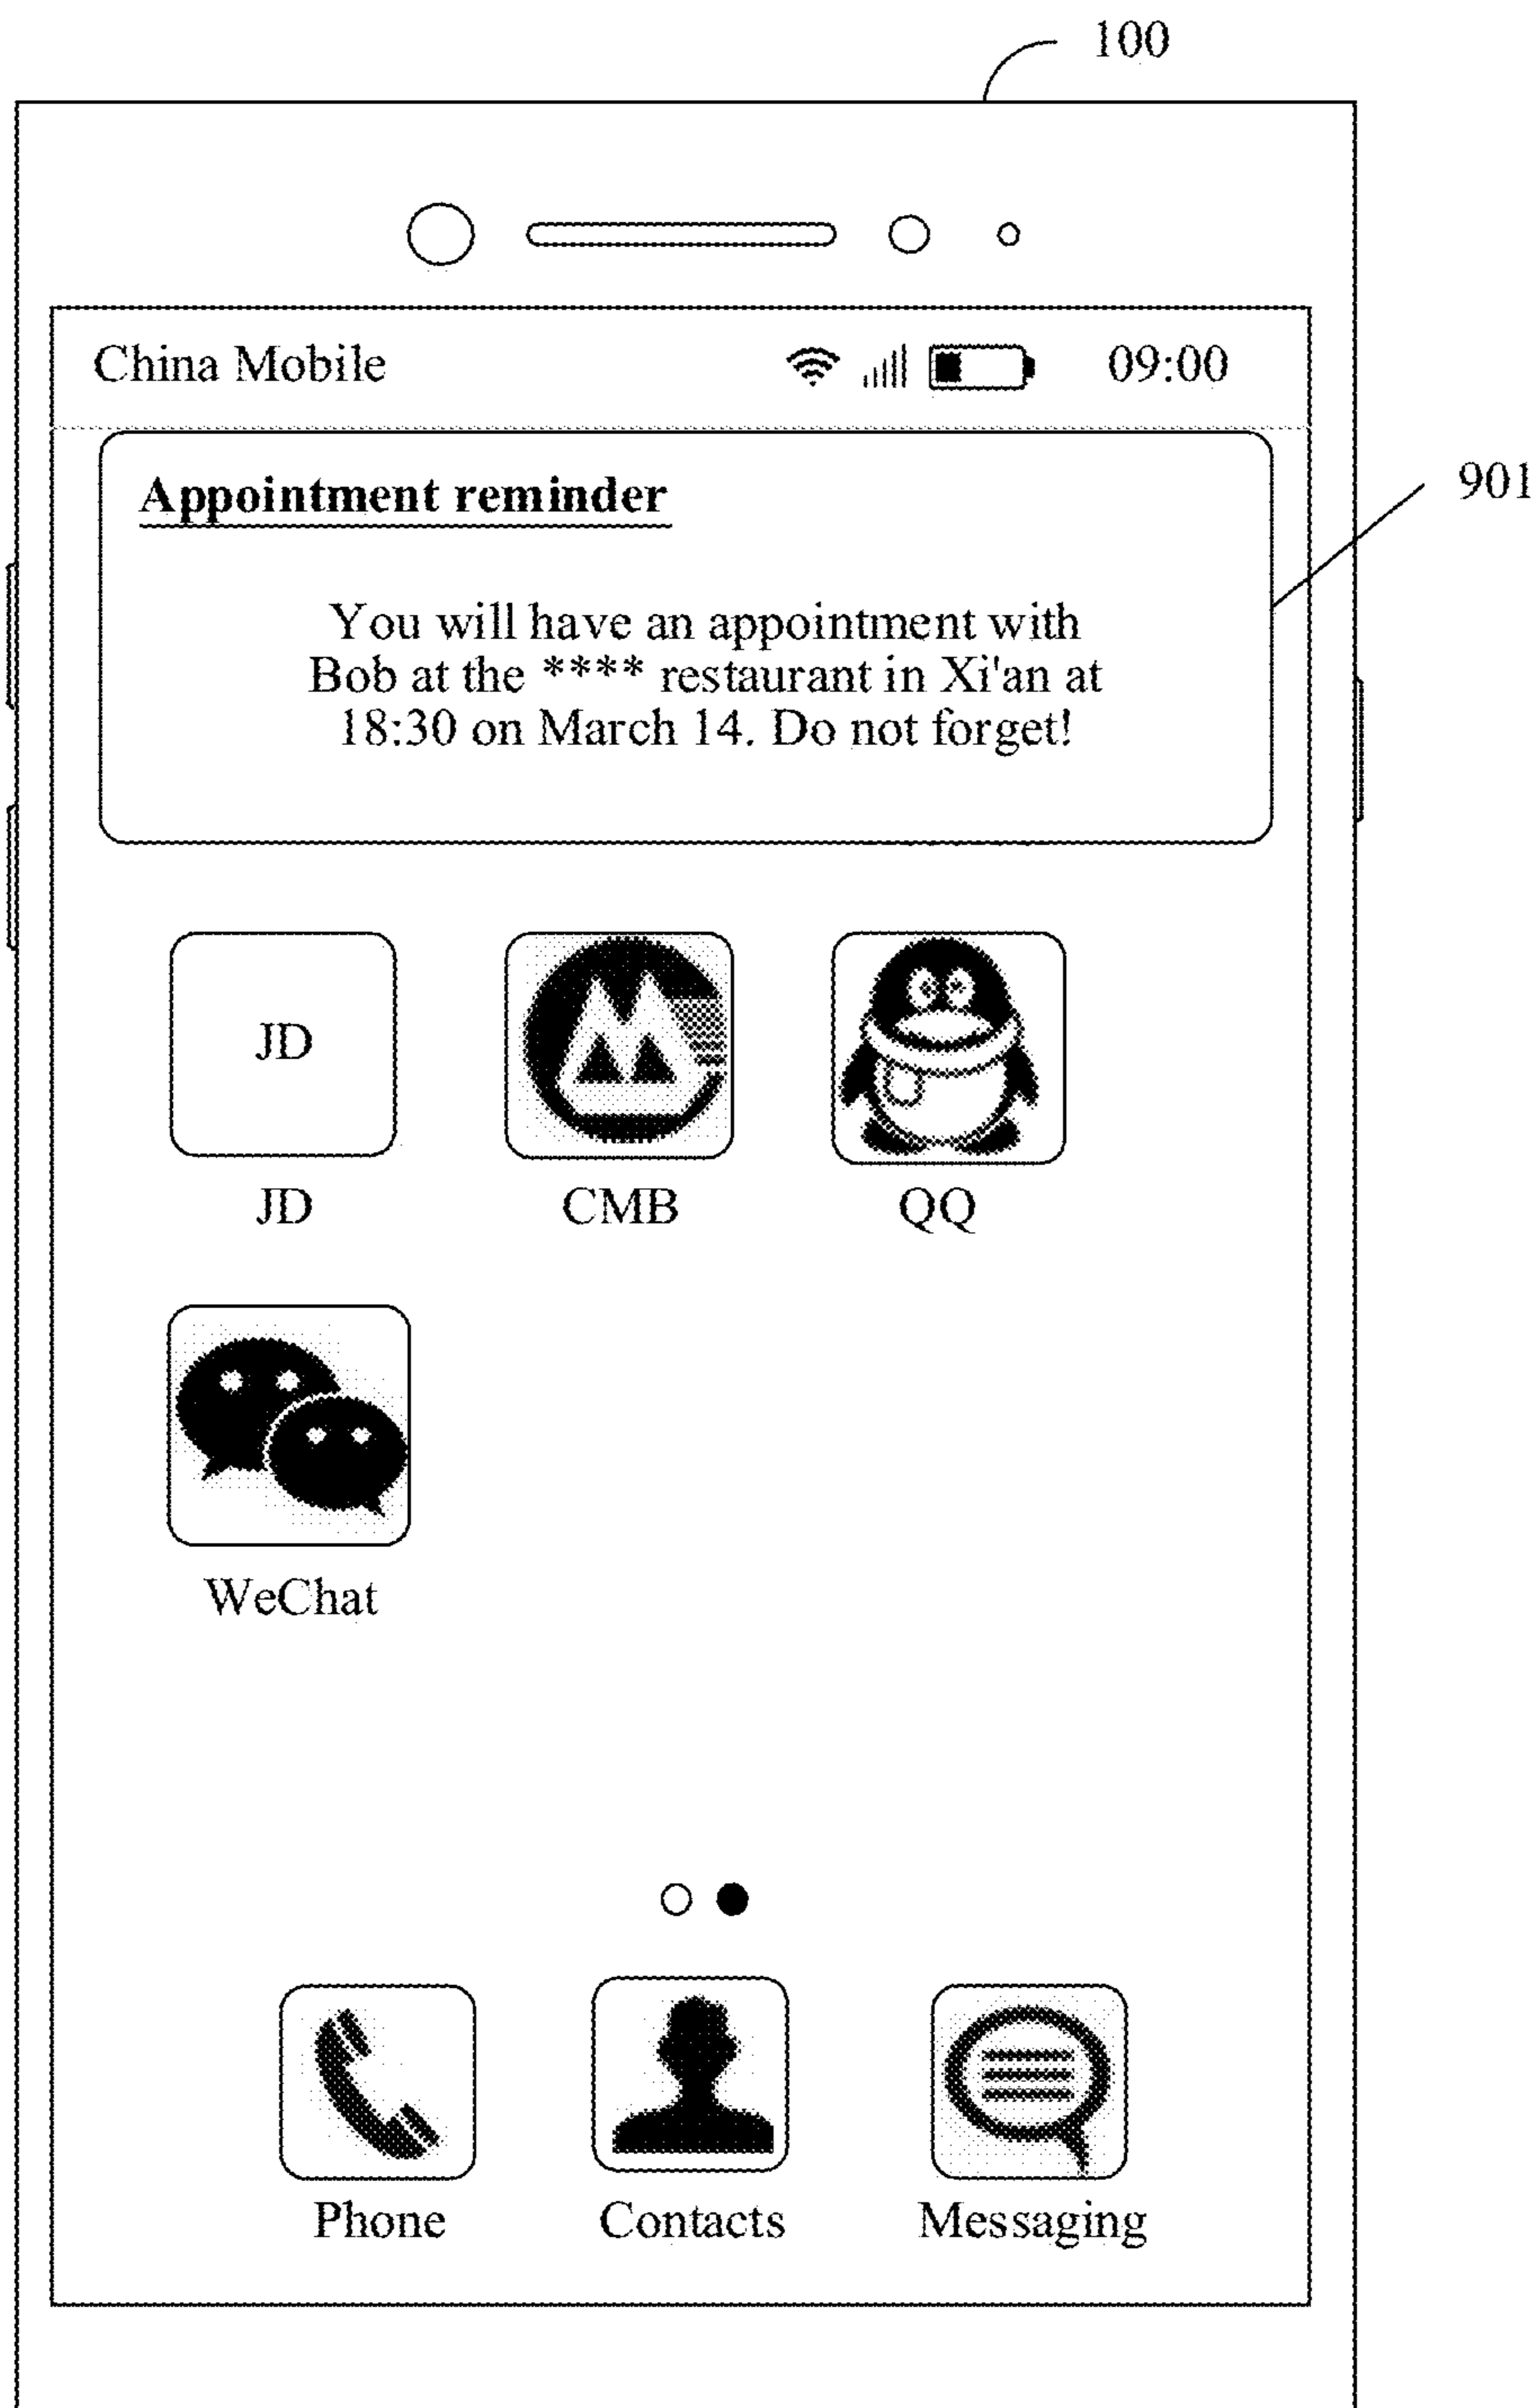 100
China Mobile 09:00
Appointment reminder
901
You will have an appointment with
Bob at the **** restaurant in Xi'an at
18:30 on March 14. Do not forget!
JD
JD CMB QQ
WeChat
Phone Contacts Messaging